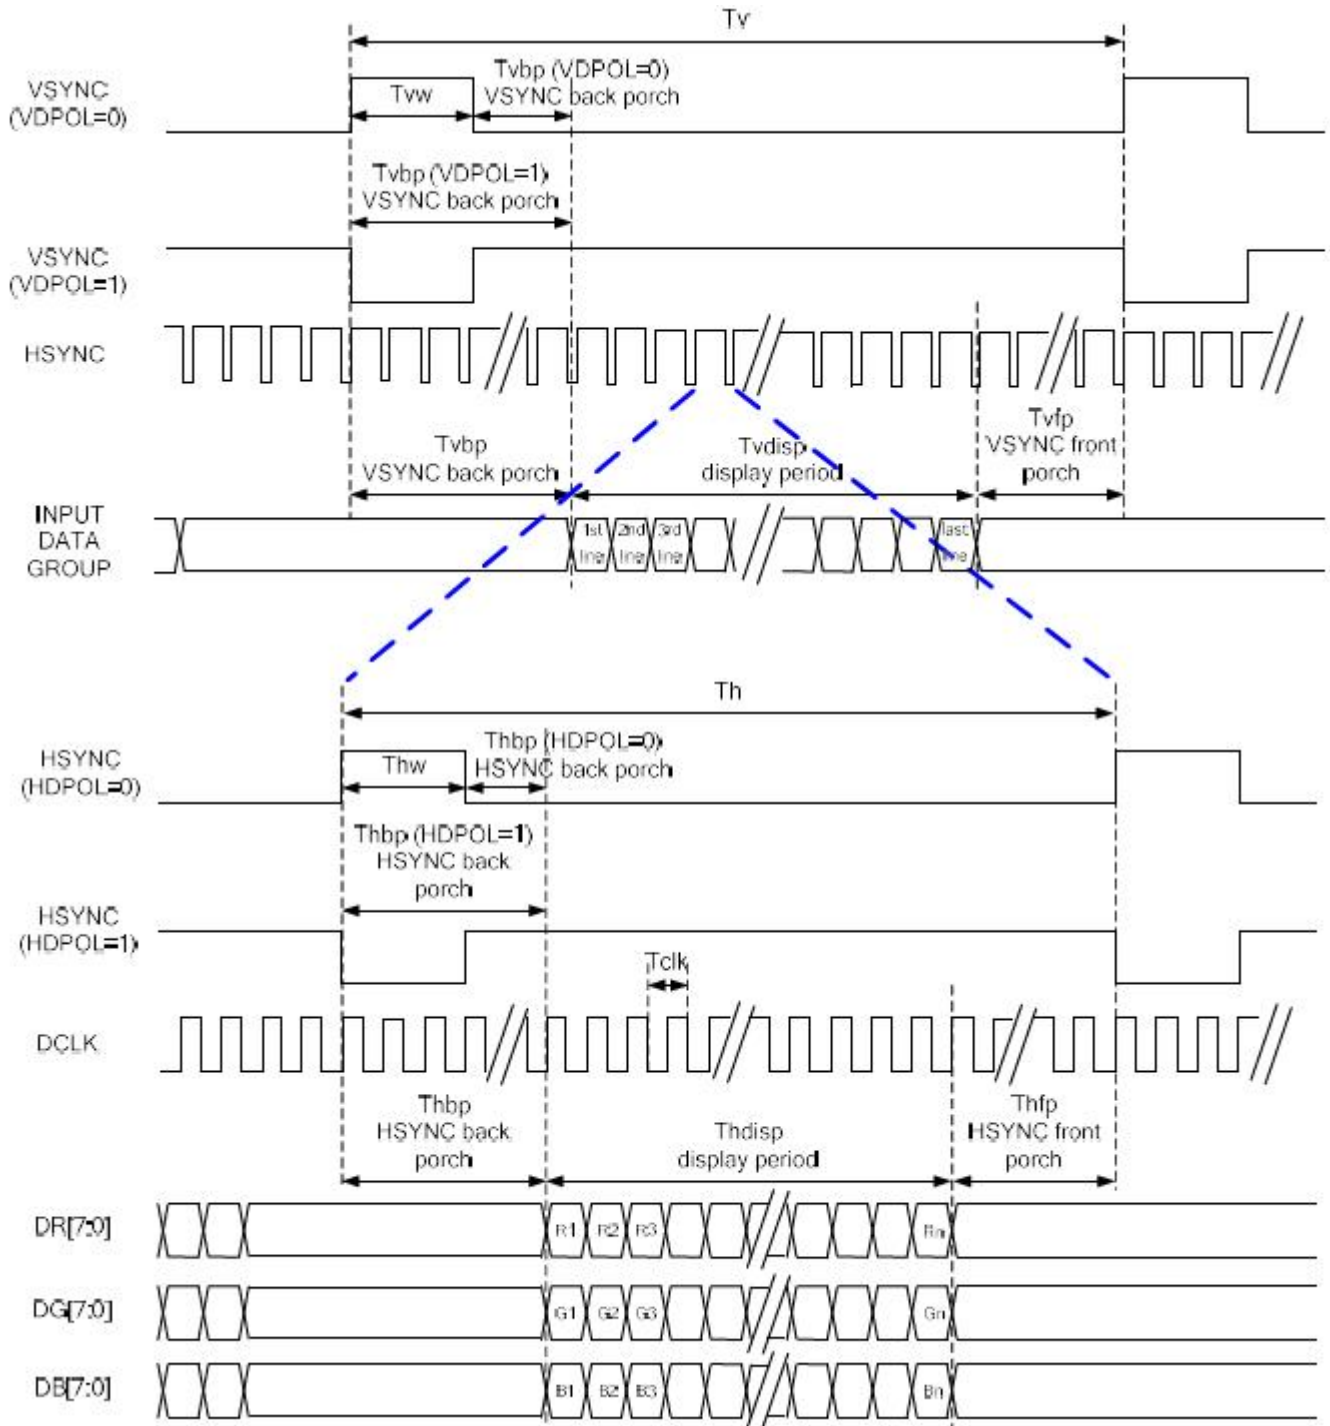 Tv
VSYNC
(VDPOL=0)
Tvw
Tvbp (VDPOL=0)
VSYNC back porch
Tvbp (VDPOL=1)
VSYNC back porch
VSYNC
(VDPOL=1)
HSYNC
Tvbp
VSYNC back porch
Tvdisp
display period
Tvfp
VSYNC front
porch
INPUT
DATA
GROUP
1st
line
2nd
line
3rd
line
last
line
Th
HSYNC
(HDPOL=0)
Thw
Thbp (HDPOL=0)
HSYNC back porch
Thbp (HDPOL=1)
HSYNC back
porch
HSYNC
(HDPOL=1)
Tclk
DCLK
Thbp
HSYNC back
porch
Thdisp
display period
Thfp
HSYNC front
porch
DR[7:0]
R1 R2 R3 Rn
DG[7:0]
G1 G2 G3 Gn
DB[7:0]
B1 B2 B3 Bn